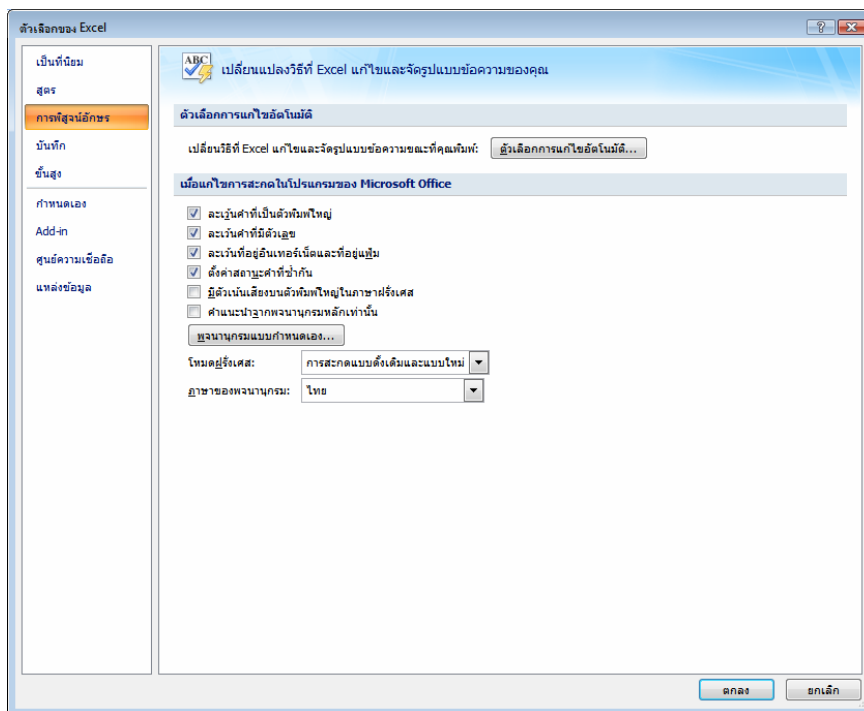 ตัวเลือกของ Excel
เป็นที่นิยม
สูตร
การพิสูจน์อักษร
บันทึก
ขั้นสูง
กำหนดเอง
Add-in
ศูนย์ความเชื่อถือ
แหล่งข้อมูล
ABC
เปลี่ยนแปลงวิธีที่ Excel แก้ไขและจัดรูปแบบข้อความของคุณ
ตัวเลือกการแก้ไขอัตโนมัติ
เปลี่ยนวิธีที่ Excel แก้ไขและจัดรูปแบบข้อความขณะที่คุณพิมพ์: ตัวเลือกการแก้ไขอัตโนมัติ...
เมื่อแก้ไขการสะกดในโปรแกรมของ Microsoft Office
ละเว้นคำที่เป็นตัวพิมพ์ใหญ่
ละเว้นคำที่มีตัวเลข
ละเว้นที่อยู่อินเทอร์เน็ตและที่อยู่แฟ้ม
ตั้งค่าสถานะคำที่ซ้ำกัน
มีตัวเน้นเสียงบนตัวพิมพ์ใหญ่ในภาษาฝรั่งเศส
คำแนะนำจากพจนานุกรมหลักเท่านั้น
พจนานุกรมแบบกำหนดเอง...
โหมดฝรั่งเศส: การสะกดแบบดั้งเดิมและแบบใหม่
ภาษาของพจนานุกรม: ไทย
ตกลง ยกเลิก